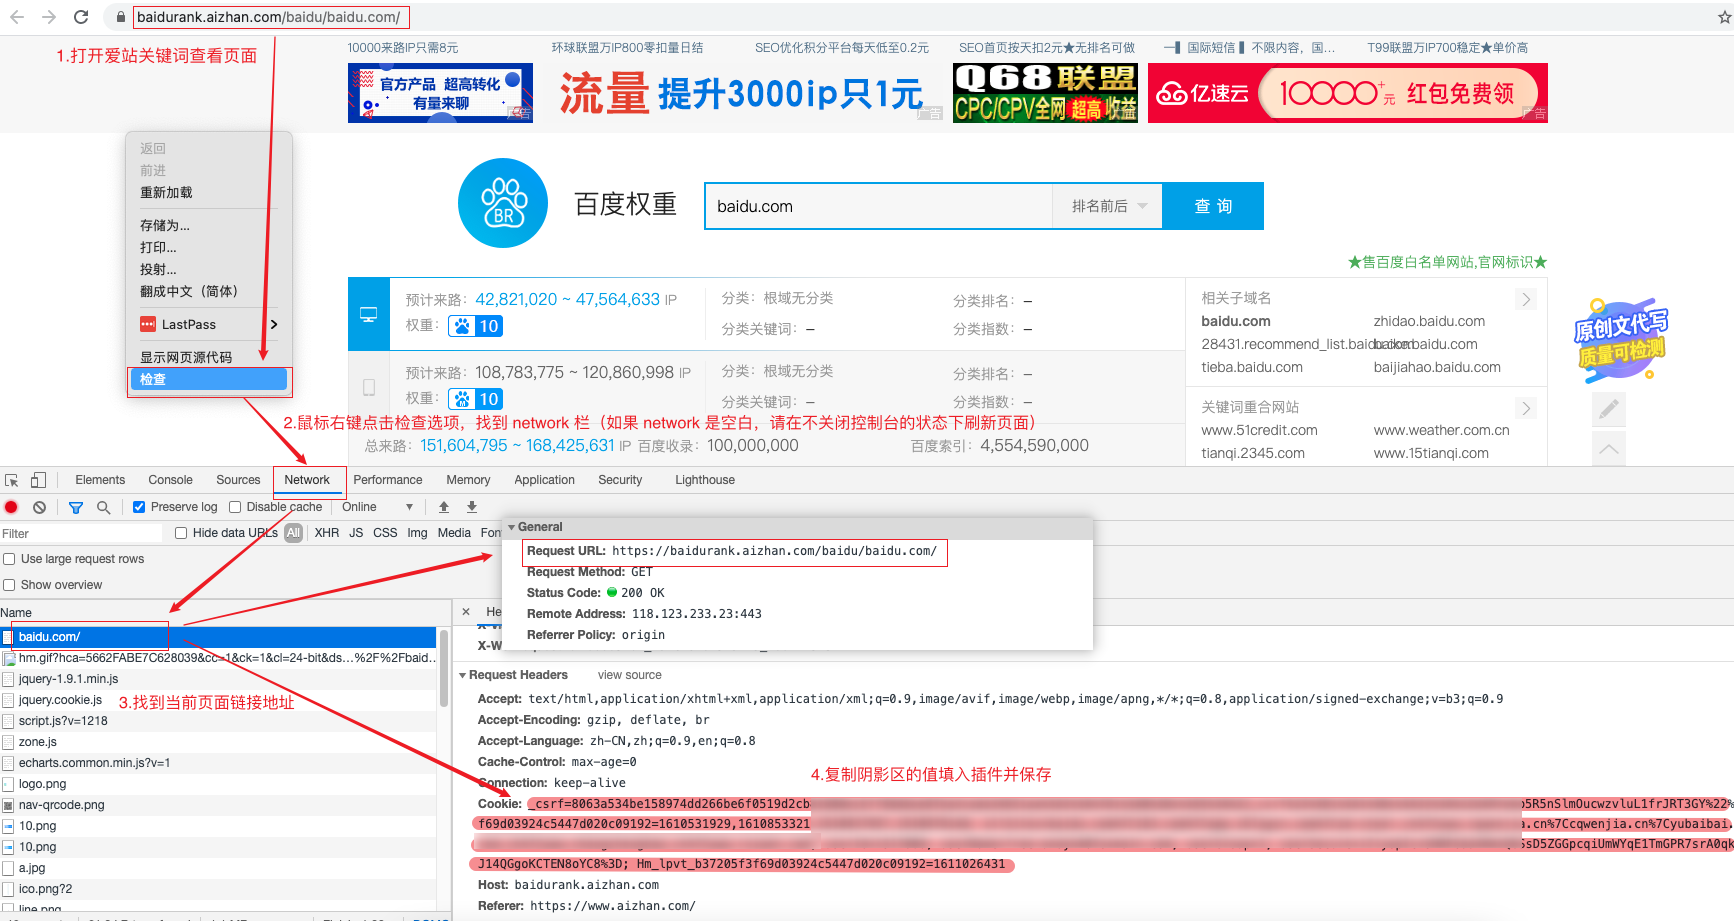 baidurank.aizhan.com/baidu/baidu.com/
1.打开爱站关键词查看页面
10000来路IP只需8元
环球联盟万IP800零扣量日结
SEO优化积分平台每天低至0.2元
SEO首页按天扣2元★无排名可做
一▌国际短信▌不限内容，国...
T99联盟万IP700稳定★单价高
官方产品 超高转化
有量来聊
广告
流量提升3000ip只1元
广告
Q68联盟
CPC/CPV全网超高收益
亿速云
10000+元 红包免费领
广告
返回
前进
重新加载
存储为...
打印...
投射...
翻成中文（简体）
LastPass
显示网页源代码
检查
BR
百度权重
baidu.com
排名前后
查 询
★售百度白名单网站,官网标识★
预计来路：42,821,020 ~ 47,564,633 IP
权重：10
分类：根域无分类
分类排名：–
分类关键词：–
分类指数：–
预计来路：108,783,775 ~ 120,860,998 IP
权重：10
分类：根域无分类
分类排名：–
分类关键词：–
分类指数：–
总来路：151,604,795 ~ 168,425,631 IP
百度收录：100,000,000
百度索引：4,554,590,000
相关子域名
baidu.com
zhidao.baidu.com
28431.recommend_list.baidu.com
baike.baidu.com
tieba.baidu.com
baijiahao.baidu.com
关键词重合网站
www.51credit.com
www.weather.com.cn
tianqi.2345.com
www.15tianqi.com
原创文代写
质量可检测
2.鼠标右键点击检查选项，找到 network 栏（如果 network 是空白，请在不关闭控制台的状态下刷新页面）
Elements
Console
Sources
Network
Performance
Memory
Application
Security
Lighthouse
Preserve log
Disable cache
Online
Filter
Hide data URLs
All
XHR
JS
CSS
Img
Media
Fon
Use large request rows
Show overview
General
Request URL: https://baidurank.aizhan.com/baidu/baidu.com/
Request Method: GET
Status Code: 200 OK
Remote Address: 118.123.233.23:443
Referrer Policy: origin
Name
baidu.com/
hm.gif?hca=5662FABE7C628039&cc=1&ck=1&cl=24-bit&ds...%2F%2Fbaid...
jquery-1.9.1.min.js
jquery.cookie.js
script.js?v=1218
zone.js
echarts.common.min.js?v=1
logo.png
nav-qrcode.png
10.png
10.png
a.jpg
ico.png?2
line.png
3.找到当前页面链接地址
He
X-W
Request Headers
view source
Accept: text/html,application/xhtml+xml,application/xml;q=0.9,image/avif,image/webp,image/apng,*/*;q=0.8,application/signed-exchange;v=b3;q=0.9
Accept-Encoding: gzip, deflate, br
Accept-Language: zh-CN,zh;q=0.9,en;q=0.8
Cache-Control: max-age=0
Connection: keep-alive
4.复制阴影区的值填入插件并保存
Cookie: _csrf=8063a534be158974dd266be6f0519d2cb
5R5nSlmOucwzvluL1frJRT3GY%22%
f69d03924c5447d020c09192=1610531929,1610853321
a.cn%7Ccqwenjia.cn%7Cyubaibai.
sD5ZGGpcqiUmWYqE1TmGPR7srA0qk
J14QGgoKCTEN8oYC8%3D; Hm_lpvt_b37205f3f69d03924c5447d020c09192=1611026431
Host: baidurank.aizhan.com
Referer: https://www.aizhan.com/